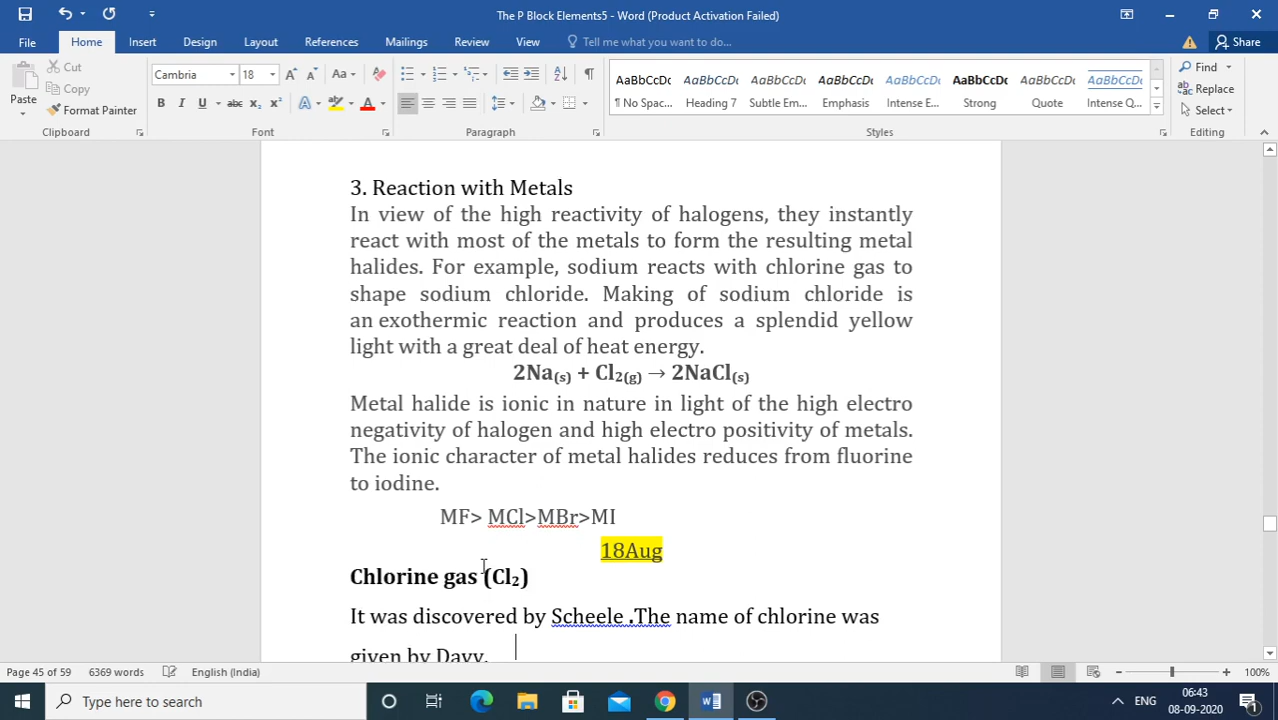 The P Block Elements5 - Word (Product Activation Failed)
File Home Insert Design Layout References Mailings Review View Tell me what you want to do... Share
Paste Cut Copy Format Painter
Cambria 18 Aa
B I U abc x₂ x² A A
AaBbCcDc AaBbCcDc AaBbCcDc AaBbCcDc AaBbCcDc AaBbCcDc AaBbCcDc AaBbCcDc
¶ No Spac... Heading 7 Subtle Em... Emphasis Intense E... Strong Quote Intense Q...
Find Replace Select
Clipboard Font Paragraph Styles Editing
3. Reaction with Metals
In view of the high reactivity of halogens, they instantly
react with most of the metals to form the resulting metal
halides. For example, sodium reacts with chlorine gas to
shape sodium chloride. Making of sodium chloride is
an exothermic reaction and produces a splendid yellow
light with a great deal of heat energy.
2Na(s) + Cl₂(g) → 2NaCl(s)
Metal halide is ionic in nature in light of the high electro
negativity of halogen and high electro positivity of metals.
The ionic character of metal halides reduces from fluorine
to iodine.
MF> MCl>MBr>MI
18Aug
Chlorine gas (Cl₂)
It was discovered by Scheele .The name of chlorine was
given by Davy.
Page 45 of 59 6369 words English (India) 100%
Type here to search ENG 06:43
08-09-2020